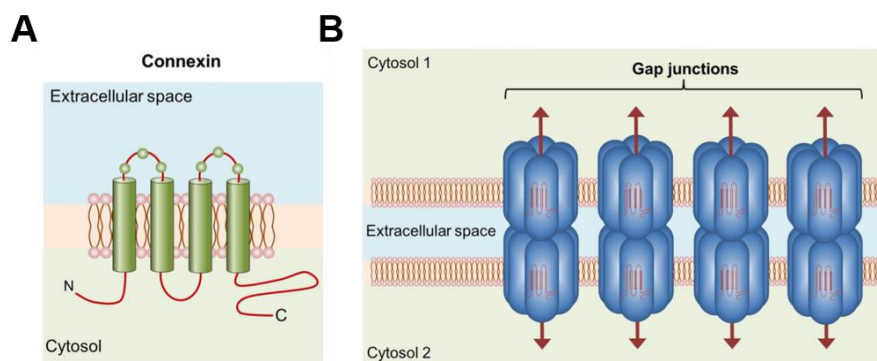 A
Connexin
Extracellular space
N
C
Cytosol
B
Cytosol 1
Gap junctions
Extracellular space
Cytosol 2